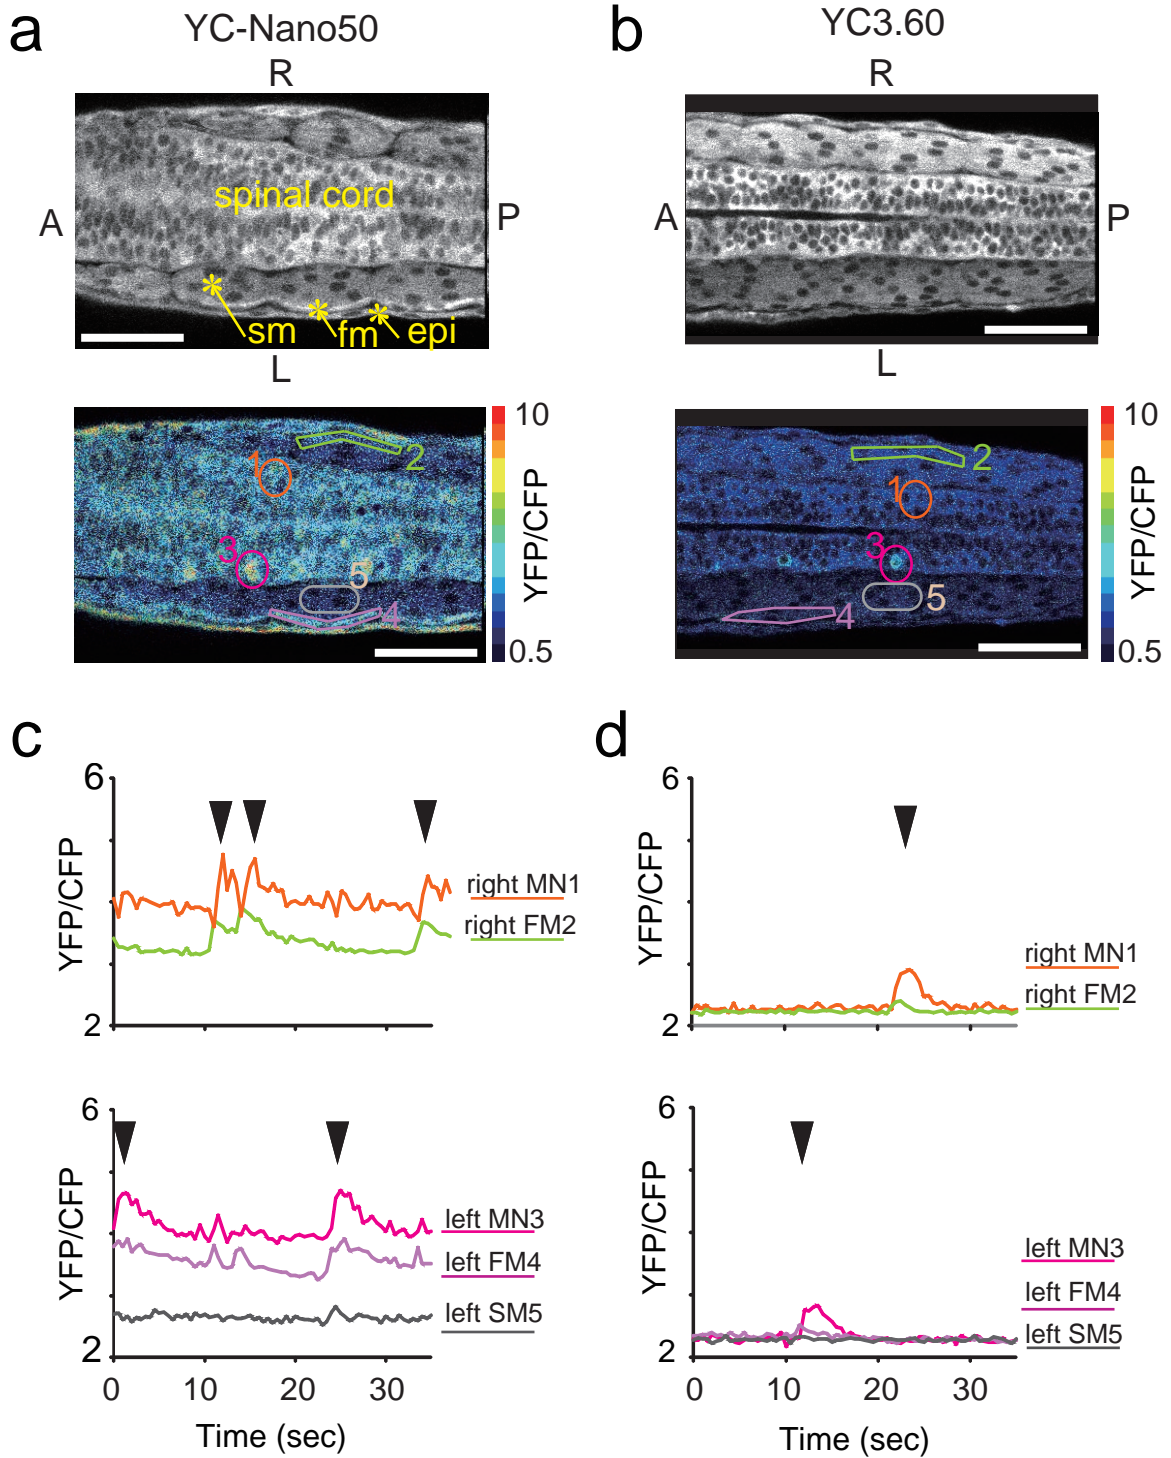 a
YC-Nano50
R
A
spinal cord
P
sm
fm
epi
L
1
2
3
5
4
10
YFP/CFP
0.5
b
YC3.60
R
A
P
L
1
2
3
5
4
10
YFP/CFP
0.5
c
6
YFP/CFP
2
right MN1
right FM2
6
YFP/CFP
2
left MN3
left FM4
left SM5
0 10 20 30
Time (sec)
d
6
YFP/CFP
2
right MN1
right FM2
6
YFP/CFP
2
left MN3
left FM4
left SM5
0 10 20 30
Time (sec)